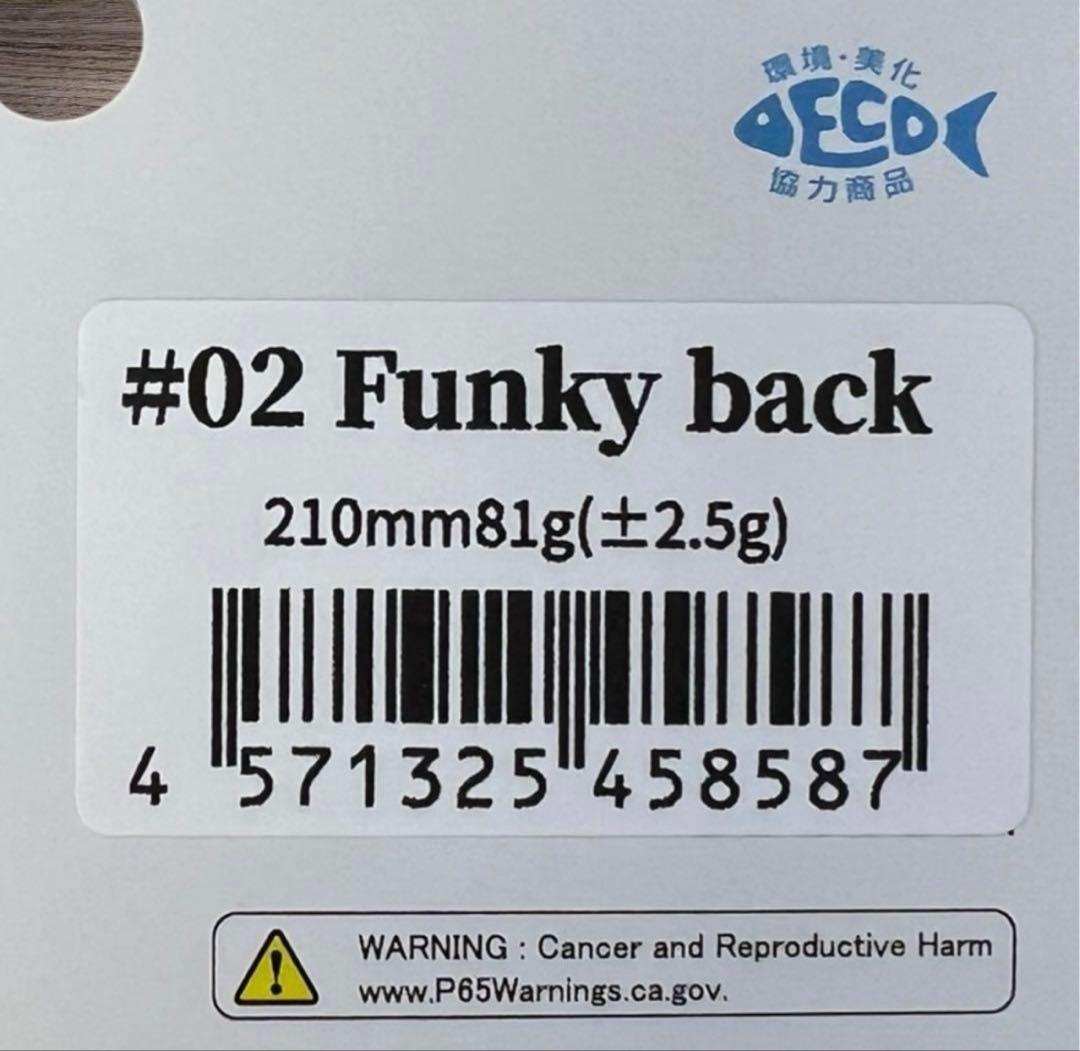 環境・美化
ECO
協力商品
#02 Funky back
210mm81g(±2.5g)
4 571325 458587
WARNING : Cancer and Reproductive Harm
www.P65Warnings.ca.gov.